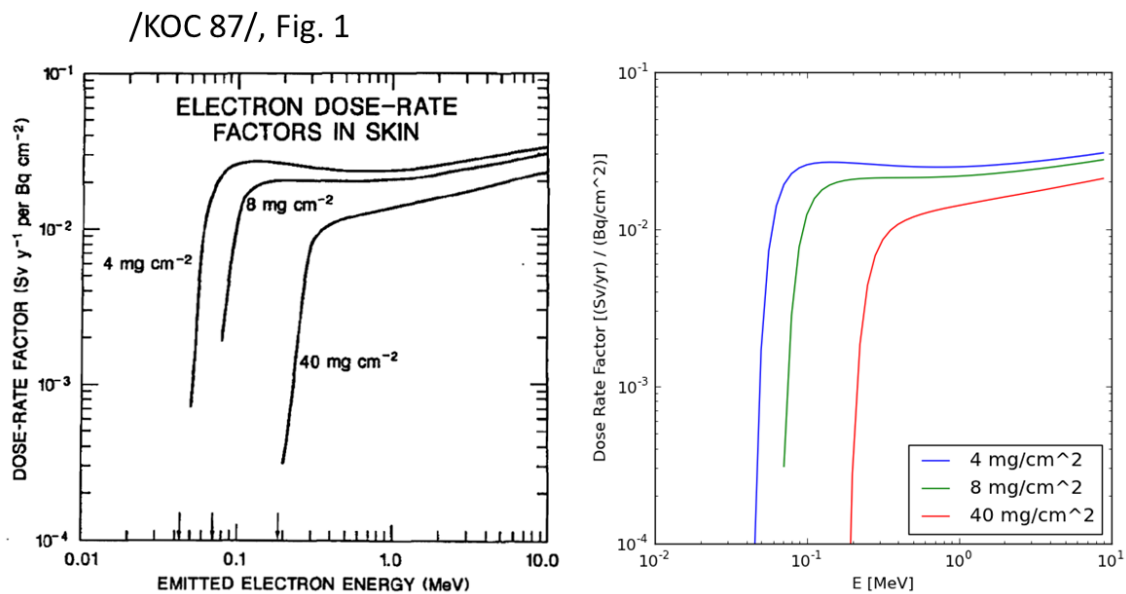 /KOC 87/, Fig. 1
ELECTRON DOSE-RATE
FACTORS IN SKIN
DOSE-RATE FACTOR (Sv y⁻¹ per Bq cm⁻²)
10⁻¹
10⁻²
10⁻³
10⁻⁴
4 mg cm⁻²
8 mg cm⁻²
40 mg cm⁻²
0.01
0.1
1.0
10.0
EMITTED ELECTRON ENERGY (MeV)
Dose Rate Factor [(Sv/yr) / (Bq/cm^2)]
10⁻¹
10⁻²
10⁻³
10⁻⁴
4 mg/cm^2
8 mg/cm^2
40 mg/cm^2
10⁻²
10⁻¹
10⁰
10¹
E [MeV]